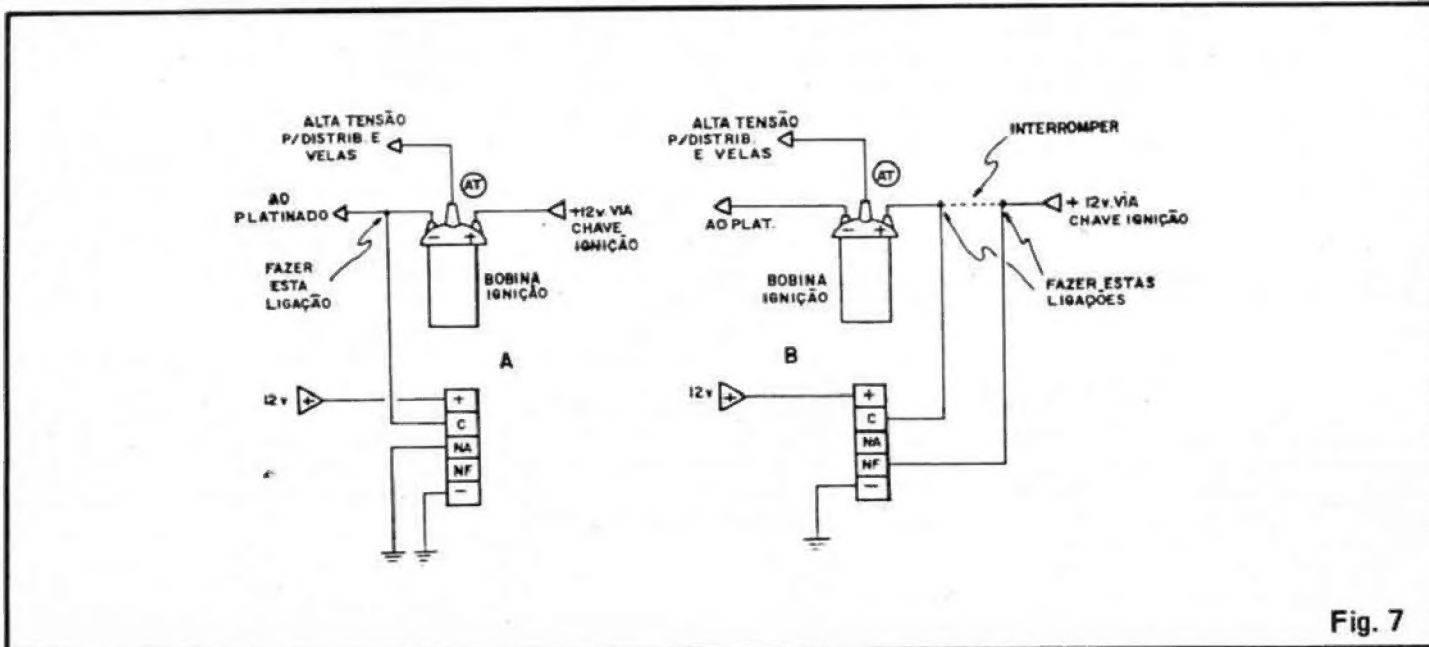 ALTA TENSÃO
P/DISTRIB. E
VELAS
AT
AO
PLATINADO
- +
+12v. VIA
CHAVE
IGNIÇÃO
FAZER
ESTA
LIGAÇÃO
BOBINA
IGNIÇÃO
A
12v +
+
C
NA
NF
-
ALTA TENSÃO
P/DISTRIB.
E VELAS
AT
INTERROMPER
AO PLAT.
- +
+ 12v. VIA
CHAVE IGNIÇÃO
BOBINA
IGNIÇÃO
FAZER ESTAS
LIGAÇÕES
B
12v +
+
C
NA
NF
-
Fig. 7